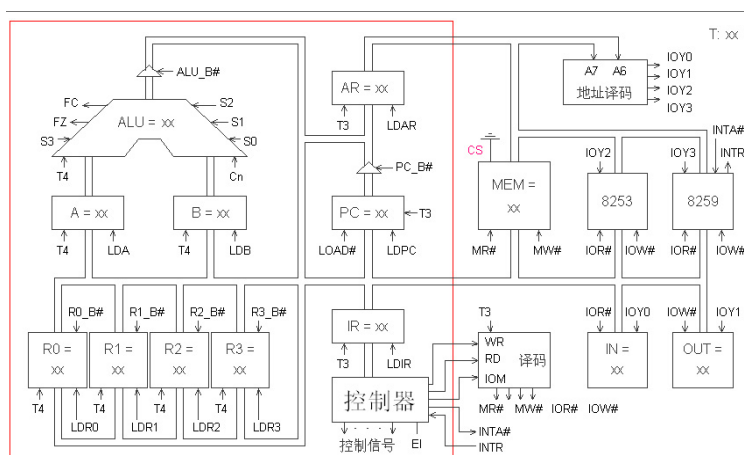 T: xx
ALU_B#
FC
S2
FZ
ALU = xx
S1
S3
S0
T4
Cn
AR = xx
T3
LDAR
A7
A6
地址译码
IOY0
IOY1
IOY2
IOY3
CS
PC_B#
MEM =
xx
MR#
MW#
IOY2
8253
IOR#
IOW#
IOY3
INTA#
INTR
8259
IOR#
IOW#
A = xx
T4
LDA
B = xx
T4
LDB
PC = xx
T3
LOAD#
LDPC
R0_B#
R1_B#
R2_B#
R3_B#
R0 =
xx
R1 =
xx
R2 =
xx
R3 =
xx
T4
T4
T4
T4
LDR0
LDR1
LDR2
LDR3
IR = xx
T3
LDIR
控制器
控制信号
EI
T3
WR
RD
IOM
译码
MR#
MW#
IOR#
IOW#
INTA#
INTR
IOR#
IOY0
IN =
xx
IOW#
IOY1
OUT =
xx